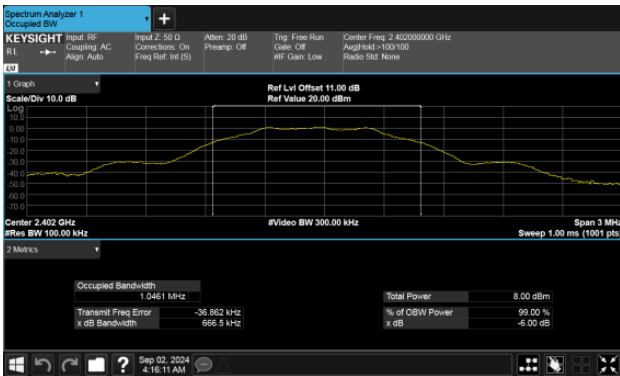 Spectrum Analyzer 1
Occupied BW
+
KEYSIGHT
Input: RF
Input Z: 50 Ω
Atten: 20 dB
Trig: Free Run
Center Freq: 2.402000000 GHz
R L
Coupling: AC
Corrections: On
Preamp: Off
Gate: Off
Avg|Hold:>100/100
Align: Auto
Freq Ref: Int (S)
#IF Gain: Low
Radio Std: None
LXI
1 Graph
Ref Lvl Offset 11.00 dB
Scale/Div 10.0 dB
Ref Value 20.00 dBm
Log
10.0
0.00
-10.0
-20.0
-30.0
-40.0
-50.0
-60.0
-70.0
Center 2.402 GHz
#Video BW 300.00 kHz
Span 3 MHz
#Res BW 100.00 kHz
Sweep 1.00 ms (1001 pts)
2 Metrics
Occupied Bandwidth
1.0461 MHz
Total Power
8.00 dBm
Transmit Freq Error
-36.862 kHz
% of OBW Power
99.00 %
x dB Bandwidth
666.5 kHz
x dB
-6.00 dB
?
Sep 02, 2024
4:16:11 AM